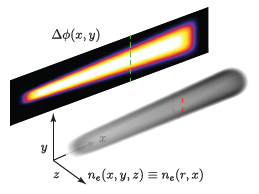 Δϕ(x, y)
x
y
z
n_e(x, y, z) ≡ n_e(r, x)